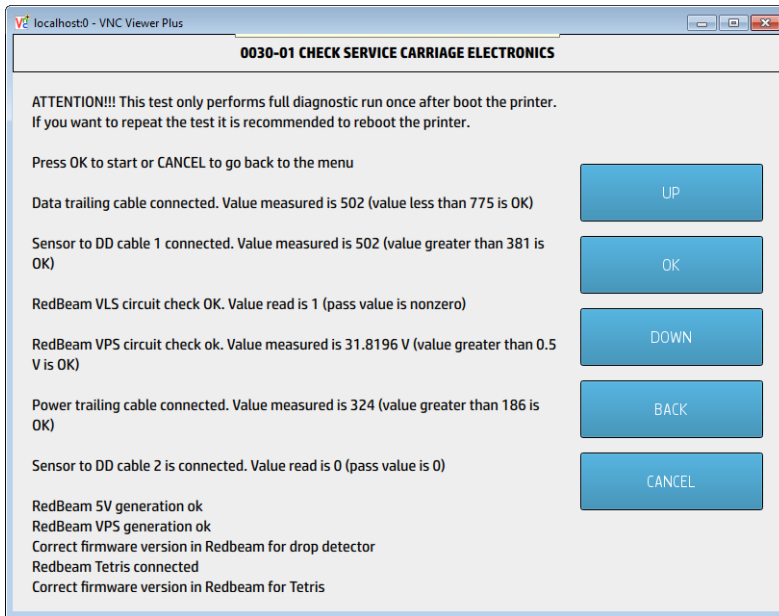 localhost:0 - VNC Viewer Plus
0030-01 CHECK SERVICE CARRIAGE ELECTRONICS
ATTENTION!!! This test only performs full diagnostic run once after boot the printer.
If you want to repeat the test it is recommended to reboot the printer.
Press OK to start or CANCEL to go back to the menu
Data trailing cable connected. Value measured is 502 (value less than 775 is OK)
Sensor to DD cable 1 connected. Value measured is 502 (value greater than 381 is
OK)
RedBeam VLS circuit check OK. Value read is 1 (pass value is nonzero)
RedBeam VPS circuit check ok. Value measured is 31.8196 V (value greater than 0.5
V is OK)
Power trailing cable connected. Value measured is 324 (value greater than 186 is
OK)
Sensor to DD cable 2 is connected. Value read is 0 (pass value is 0)
RedBeam 5V generation ok
RedBeam VPS generation ok
Correct firmware version in Redbeam for drop detector
Redbeam Tetris connected
Correct firmware version in Redbeam for Tetris
UP
OK
DOWN
BACK
CANCEL